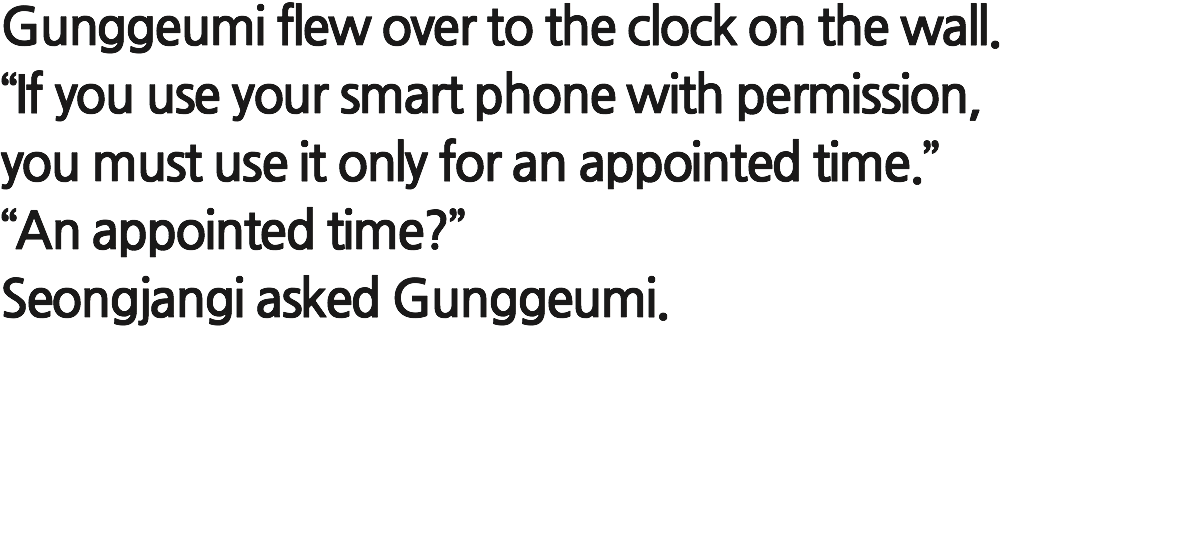 Gunggeumi flew over to the clock on the wall.
“If you use your smart phone with permission,
you must use it only for an appointed time.”
“An appointed time?”
Seongjangi asked Gunggeumi.